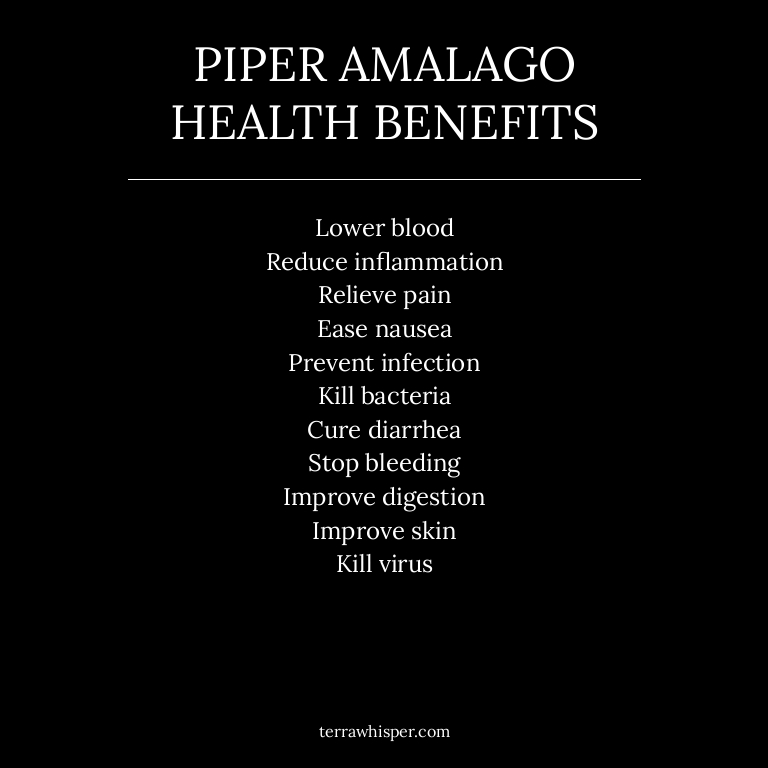 PIPER AMALAGO
HEALTH BENEFITS
Lower blood
Reduce inflammation
Relieve pain
Ease nausea
Prevent infection
Kill bacteria
Cure diarrhea
Stop bleeding
Improve digestion
Improve skin
Kill virus
terrawhisper.com